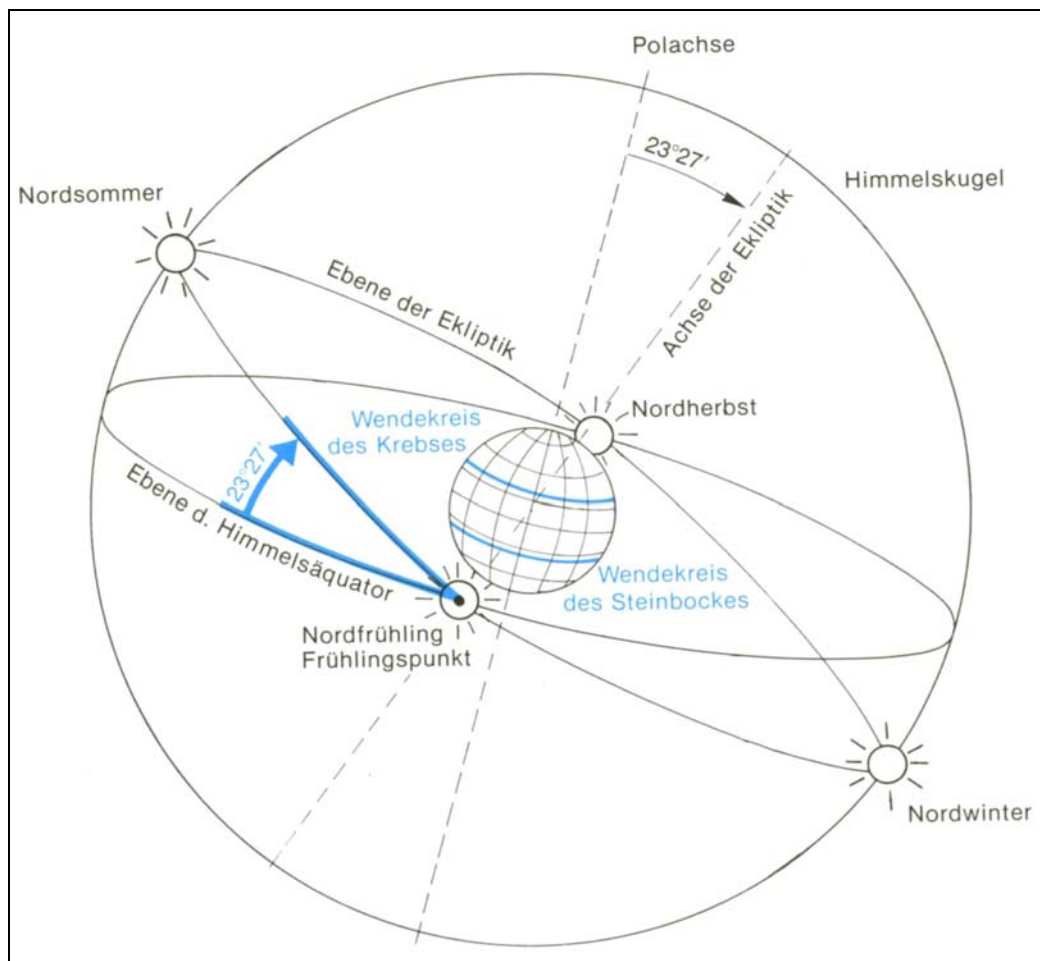 Polachse
23°27′
Himmelskugel
Nordsommer
Achse der Ekliptik
Ebene der Ekliptik
Nordherbst
Wendekreis
des Krebses
23°27′
Ebene d. Himmelsäquator
Wendekreis
des Steinbockes
Nordfrühling
Frühlingspunkt
Nordwinter